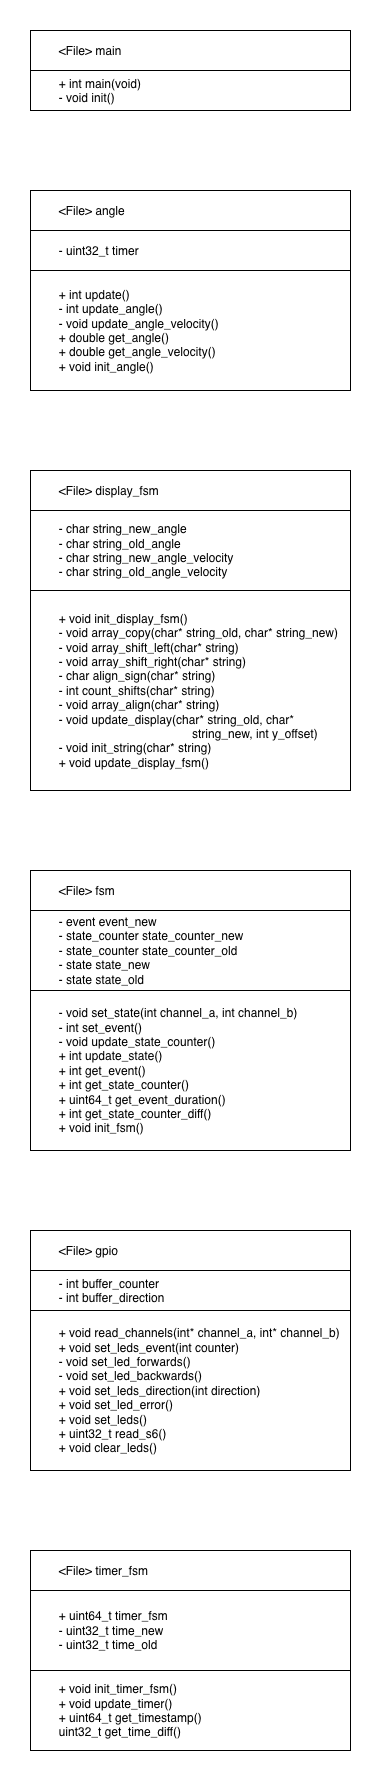 <File> main
+ int main(void)
- void init()
<File> angle
- uint32_t timer
+ int update()
- int update_angle()
- void update_angle_velocity()
+ double get_angle()
+ double get_angle_velocity()
+ void init_angle()
<File> display_fsm
- char string_new_angle
- char string_old_angle
- char string_new_angle_velocity
- char string_old_angle_velocity
+ void init_display_fsm()
- void array_copy(char* string_old, char* string_new)
- void array_shift_left(char* string)
- void array_shift_right(char* string)
- char align_sign(char* string)
- int count_shifts(char* string)
- void array_align(char* string)
- void update_display(char* string_old, char*
string_new, int y_offset)
- void init_string(char* string)
+ void update_display_fsm()
<File> fsm
- event event_new
- state_counter state_counter_new
- state_counter state_counter_old
- state state_new
- state state_old
- void set_state(int channel_a, int channel_b)
- int set_event()
- void update_state_counter()
+ int update_state()
+ int get_event()
+ int get_state_counter()
+ uint64_t get_event_duration()
+ int get_state_counter_diff()
+ void init_fsm()
<File> gpio
- int buffer_counter
- int buffer_direction
+ void read_channels(int* channel_a, int* channel_b)
+ void set_leds_event(int counter)
- void set_led_forwards()
- void set_led_backwards()
+ void set_leds_direction(int direction)
+ void set_led_error()
+ void set_leds()
+ uint32_t read_s6()
+ void clear_leds()
<File> timer_fsm
+ uint64_t timer_fsm
- uint32_t time_new
- uint32_t time_old
+ void init_timer_fsm()
+ void update_timer()
+ uint64_t get_timestamp()
uint32_t get_time_diff()